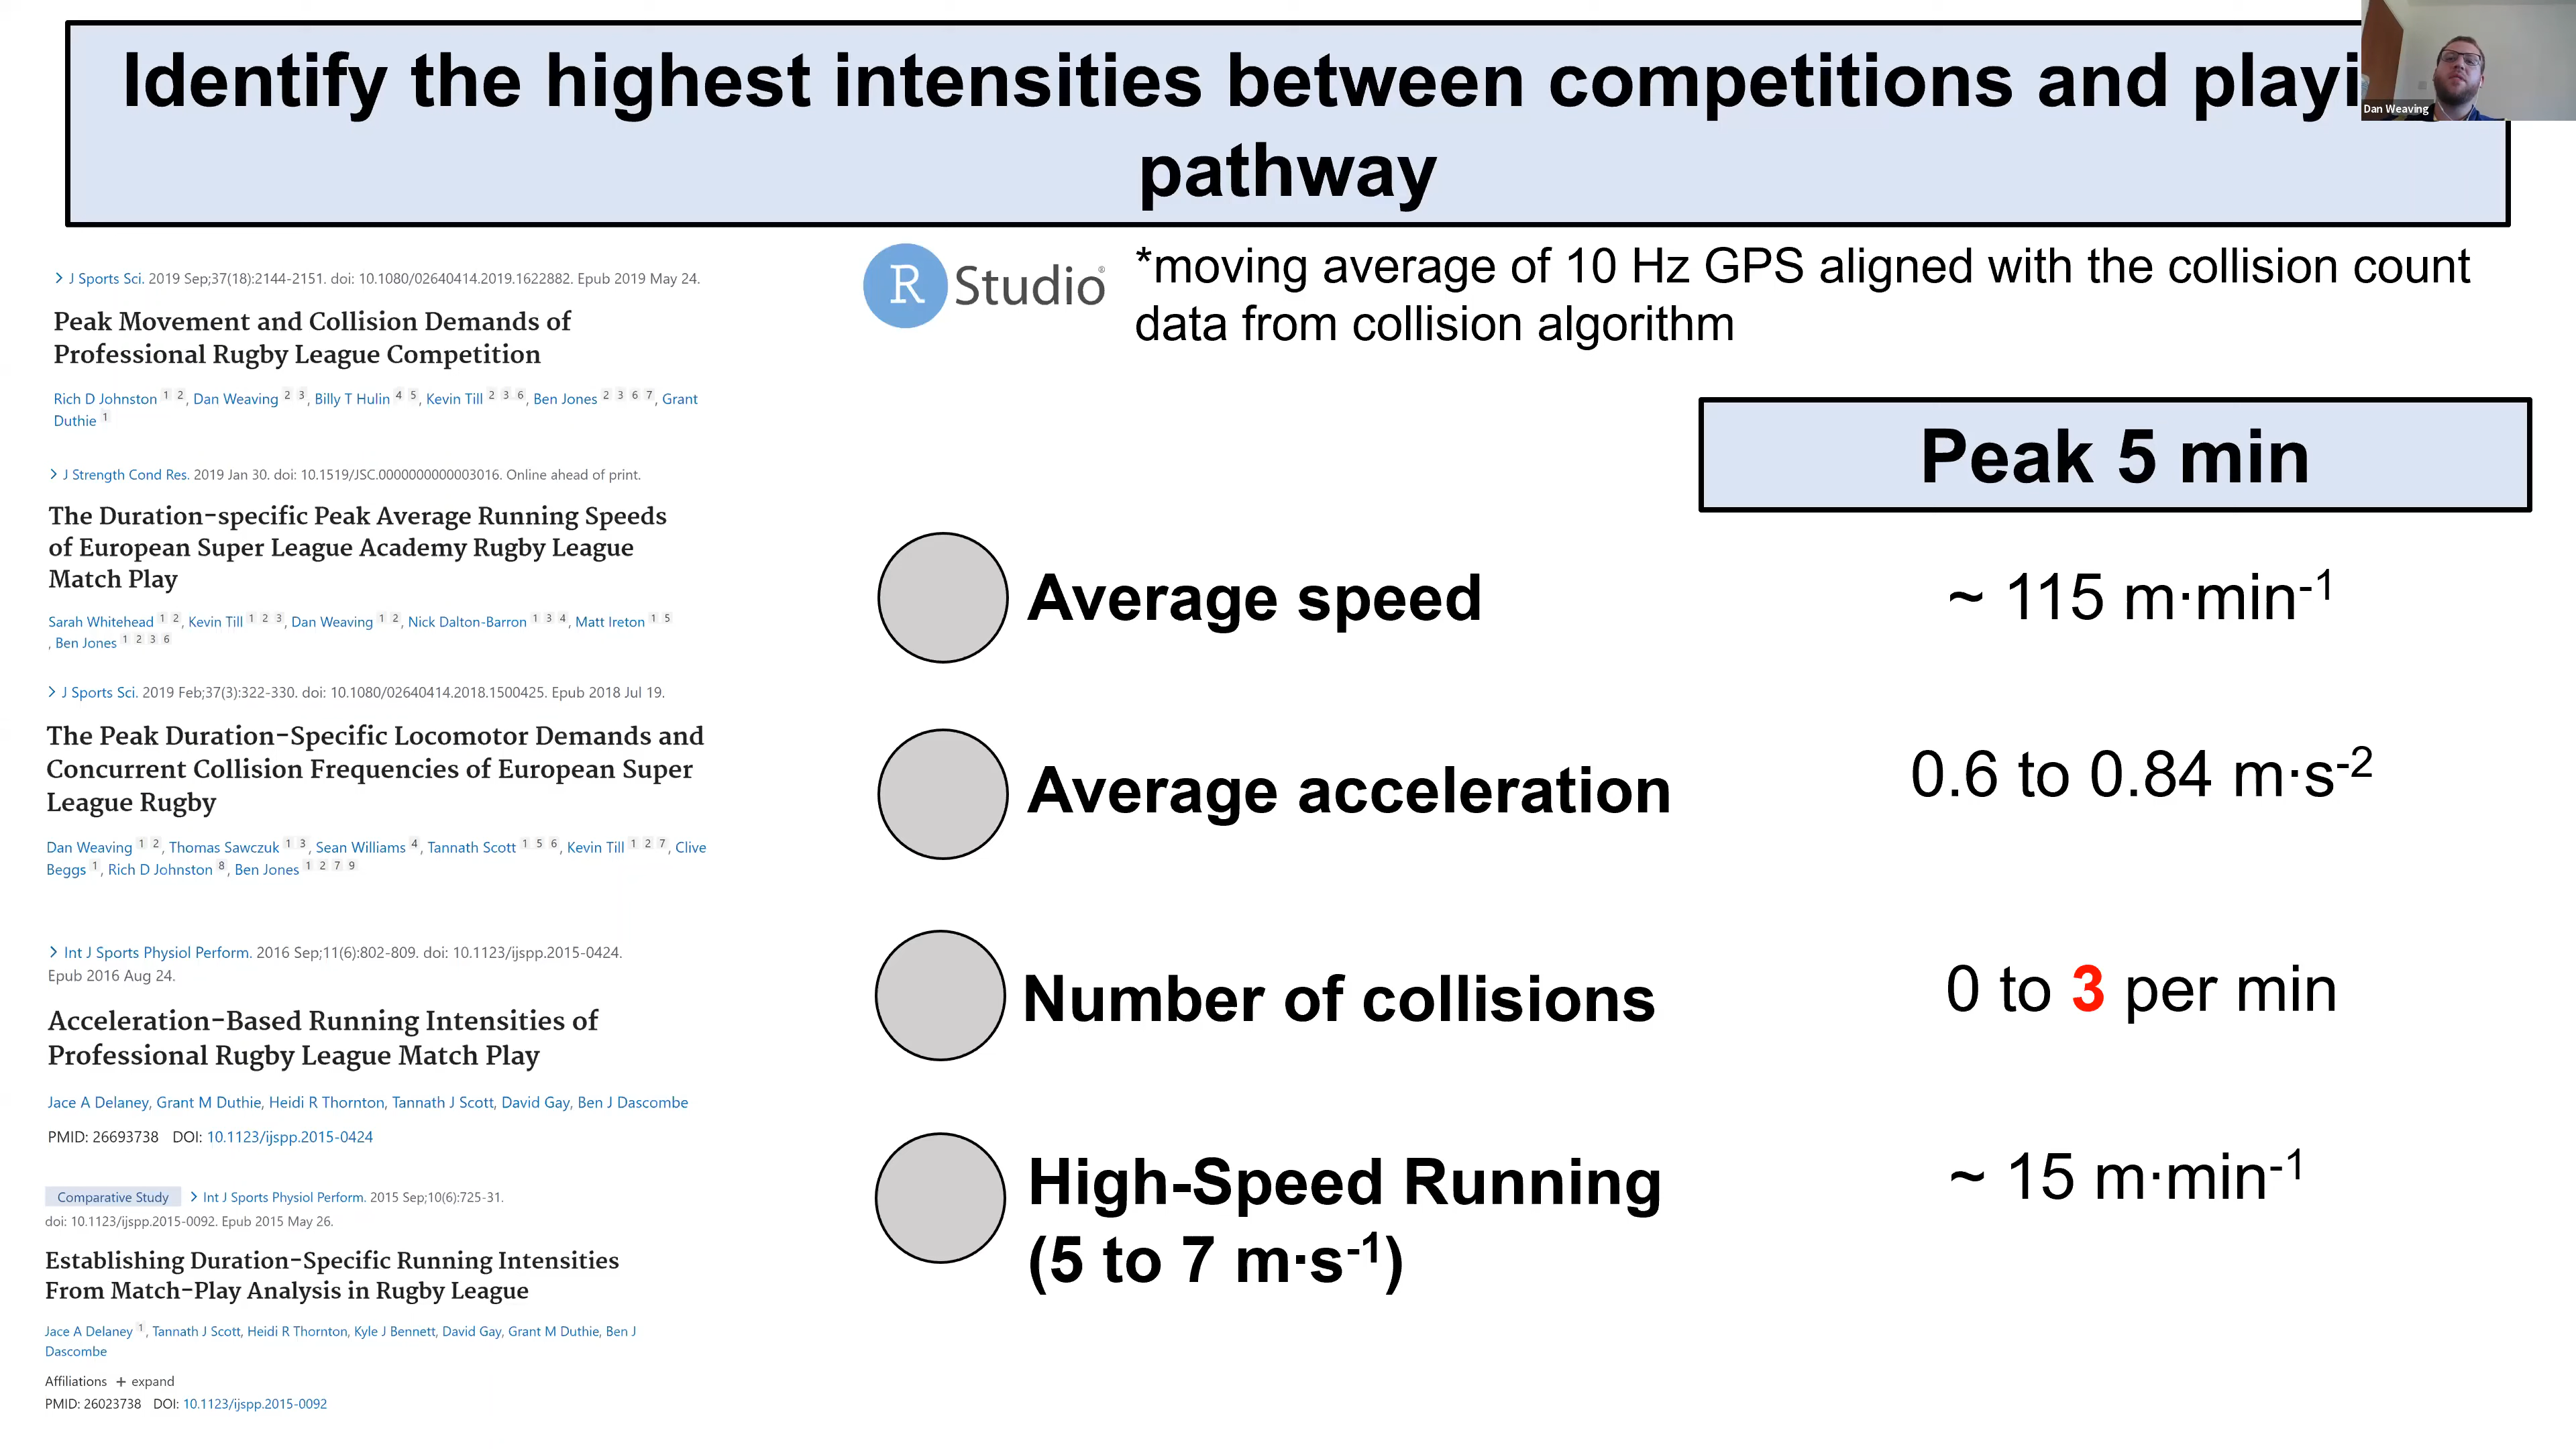 Identify the highest intensities between competitions and playi
pathway
Dan Weaving
> J Sports Sci. 2019 Sep;37(18):2144-2151. doi: 10.1080/02640414.2019.1622882. Epub 2019 May 24.
Peak Movement and Collision Demands of
Professional Rugby League Competition
Rich D Johnston 1 2, Dan Weaving 2 3, Billy T Hulin 4 5, Kevin Till 2 3 6, Ben Jones 2 3 6 7, Grant
Duthie 1
> J Strength Cond Res. 2019 Jan 30. doi: 10.1519/JSC.0000000000003016. Online ahead of print.
The Duration-specific Peak Average Running Speeds
of European Super League Academy Rugby League
Match Play
Sarah Whitehead 1 2, Kevin Till 1 2 3, Dan Weaving 1 2, Nick Dalton-Barron 1 3 4, Matt Ireton 1 5
, Ben Jones 1 2 3 6
> J Sports Sci. 2019 Feb;37(3):322-330. doi: 10.1080/02640414.2018.1500425. Epub 2018 Jul 19.
The Peak Duration-Specific Locomotor Demands and
Concurrent Collision Frequencies of European Super
League Rugby
Dan Weaving 1 2, Thomas Sawczuk 1 3, Sean Williams 4, Tannath Scott 1 5 6, Kevin Till 1 2 7, Clive
Beggs 1, Rich D Johnston 8, Ben Jones 1 2 7 9
> Int J Sports Physiol Perform. 2016 Sep;11(6):802-809. doi: 10.1123/ijspp.2015-0424.
Epub 2016 Aug 24.
Acceleration-Based Running Intensities of
Professional Rugby League Match Play
Jace A Delaney, Grant M Duthie, Heidi R Thornton, Tannath J Scott, David Gay, Ben J Dascombe
PMID: 26693738 DOI: 10.1123/ijspp.2015-0424
Comparative Study > Int J Sports Physiol Perform. 2015 Sep;10(6):725-31.
doi: 10.1123/ijspp.2015-0092. Epub 2015 May 26.
Establishing Duration-Specific Running Intensities
From Match-Play Analysis in Rugby League
Jace A Delaney 1, Tannath J Scott, Heidi R Thornton, Kyle J Bennett, David Gay, Grant M Duthie, Ben J
Dascombe
Affiliations + expand
PMID: 26023738 DOI: 10.1123/ijspp.2015-0092
R Studio®
*moving average of 10 Hz GPS aligned with the collision count
data from collision algorithm
Peak 5 min
Average speed ~ 115 m·min-1
Average acceleration 0.6 to 0.84 m·s-2
Number of collisions 0 to 3 per min
High-Speed Running ~ 15 m·min-1
(5 to 7 m·s-1)